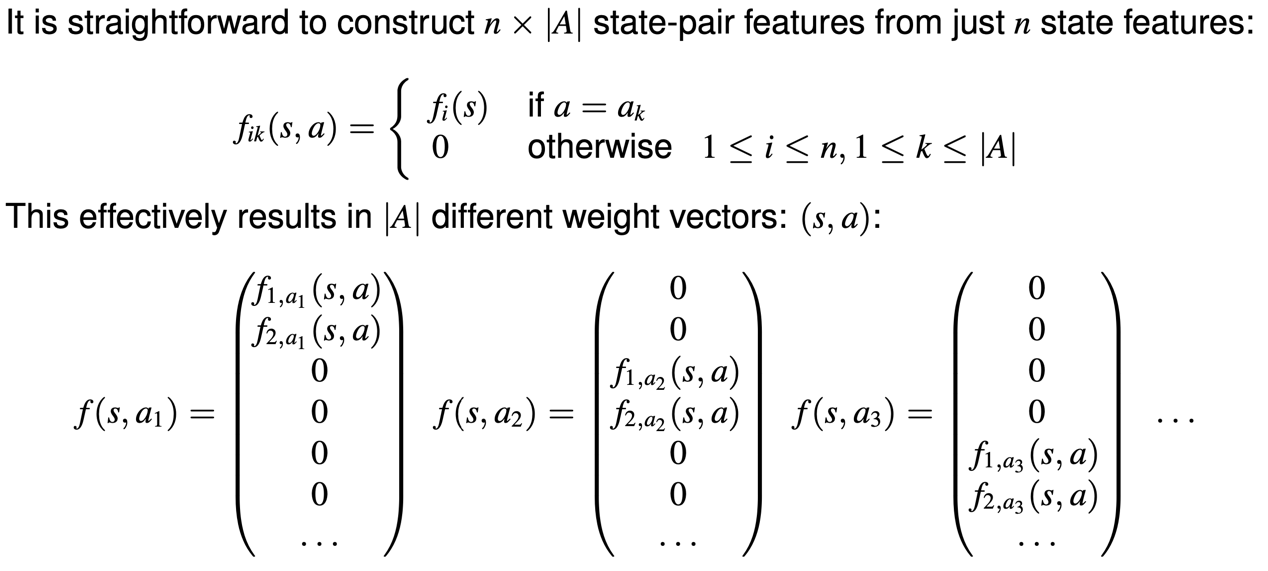 It is straightforward to construct n × |A| state-pair features from just n state features:
f_{ik}(s, a) = { f_i(s) if a = a_k
0 otherwise 1 ≤ i ≤ n, 1 ≤ k ≤ |A|
This effectively results in |A| different weight vectors: (s, a):
f(s, a_1) = ( f_{1,a_1}(s, a) f_{2,a_1}(s, a) 0 0 0 0 ... )
f(s, a_2) = ( 0 0 f_{1,a_2}(s, a) f_{2,a_2}(s, a) 0 0 ... )
f(s, a_3) = ( 0 0 0 0 f_{1,a_3}(s, a) f_{2,a_3}(s, a) ... )
...